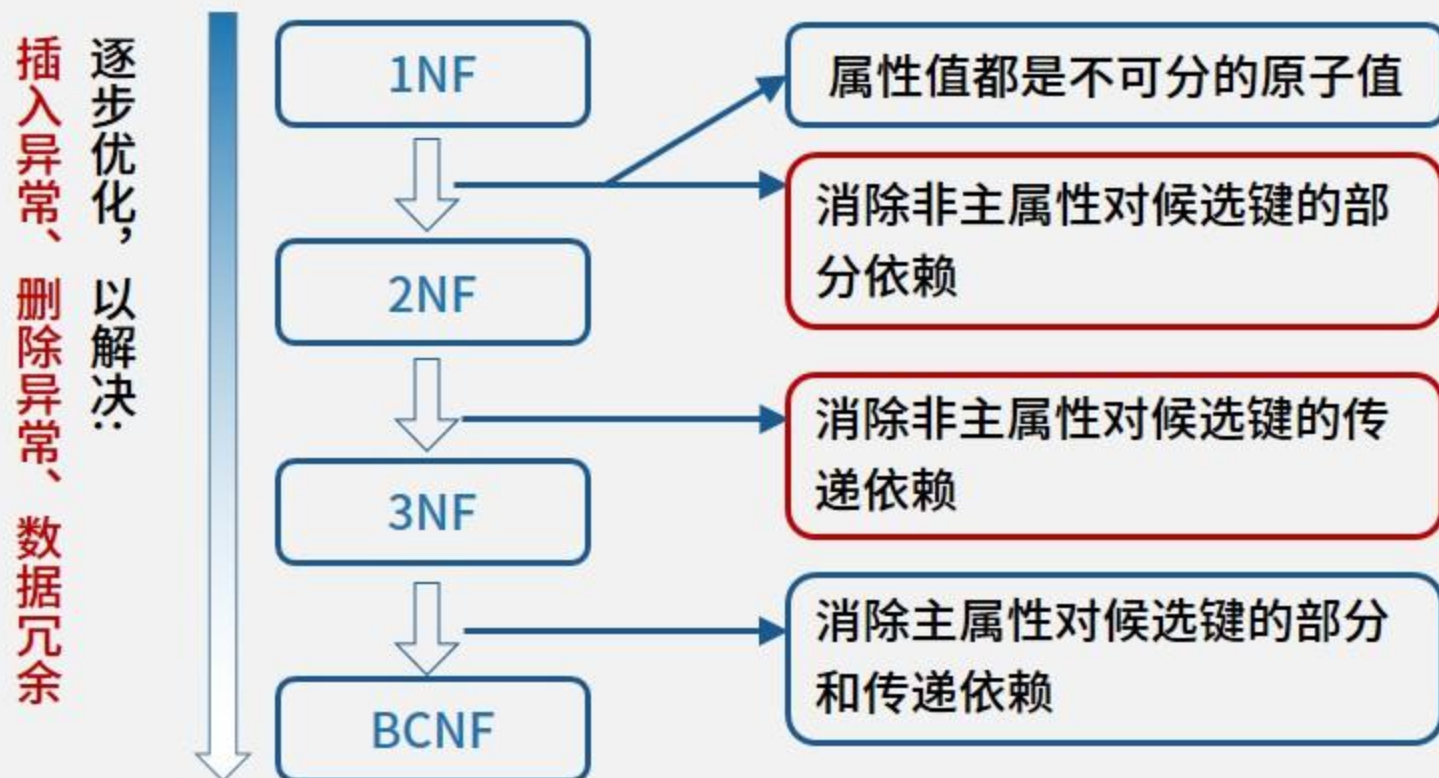 逐步优化，以解决：
插入异常、删除异常、数据冗余
1NF
属性值都是不可分的原子值
消除非主属性对候选键的部
分依赖
2NF
消除非主属性对候选键的传
递依赖
3NF
消除主属性对候选键的部分
和传递依赖
BCNF